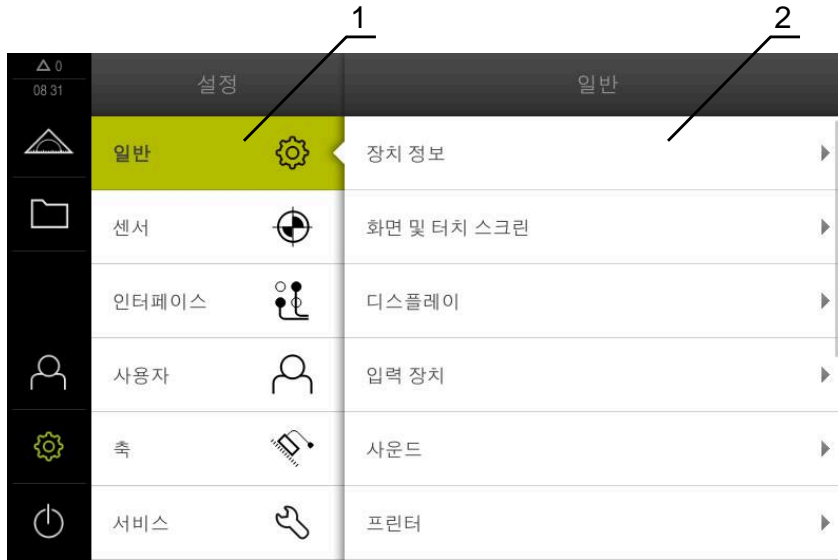 1
2
0
08 31
설정
일반
일반
센서
인터페이스
사용자
축
서비스
장치 정보
화면 및 터치 스크린
디스플레이
입력 장치
사운드
프린터